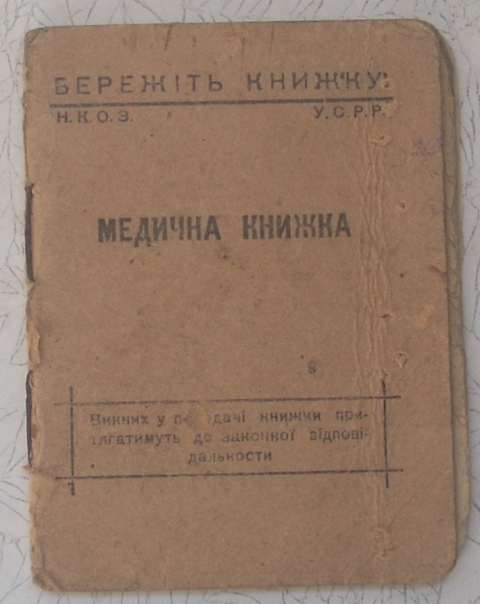 БЕРЕЖІТЬ КНИЖКУ
Н.К.О.З. У.С.Р.Р.
МЕДИЧНА КНИЖКА
Винних у передачі книжки при-
тягатимуть до законної відпові-
дальности